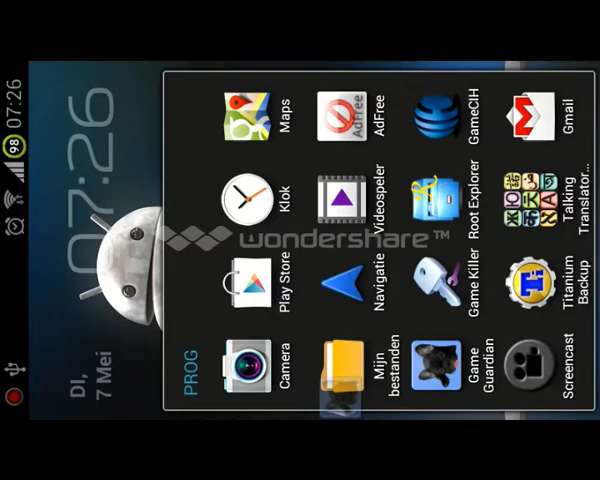 07:26
98
07:26
DI,
7 Mei
PROG
Camera
Play Store
Klok
Maps
Mijn
bestanden
Navigatie
Videospeler
AdFree
AdFree
Game
Guardian
Game Killer
Root Explorer
GameCIH
Screencast
Titanium
Backup
Talking
Translator...
Gmail
wondershare™